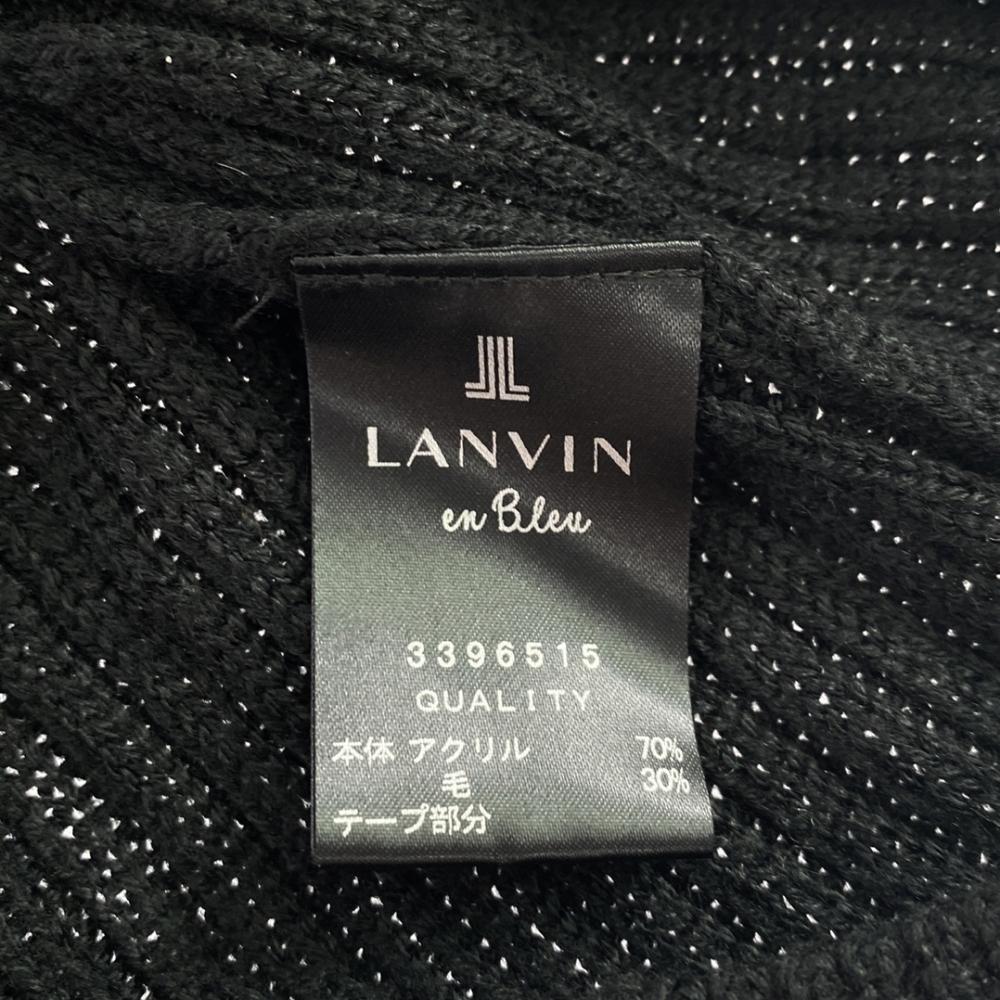 LANVIN
en Bleu
3396515
QUALITY
本体 アクリル 70%
毛 30%
テープ部分